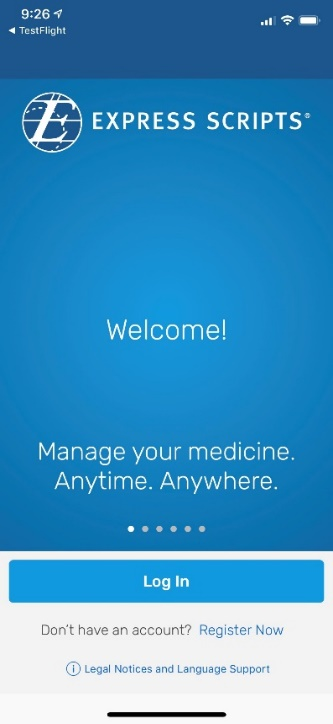 9:26
◀ TestFlight
EXPRESS SCRIPTS®
Welcome!
Manage your medicine.
Anytime. Anywhere.
Log In
Don't have an account? Register Now
Legal Notices and Language Support